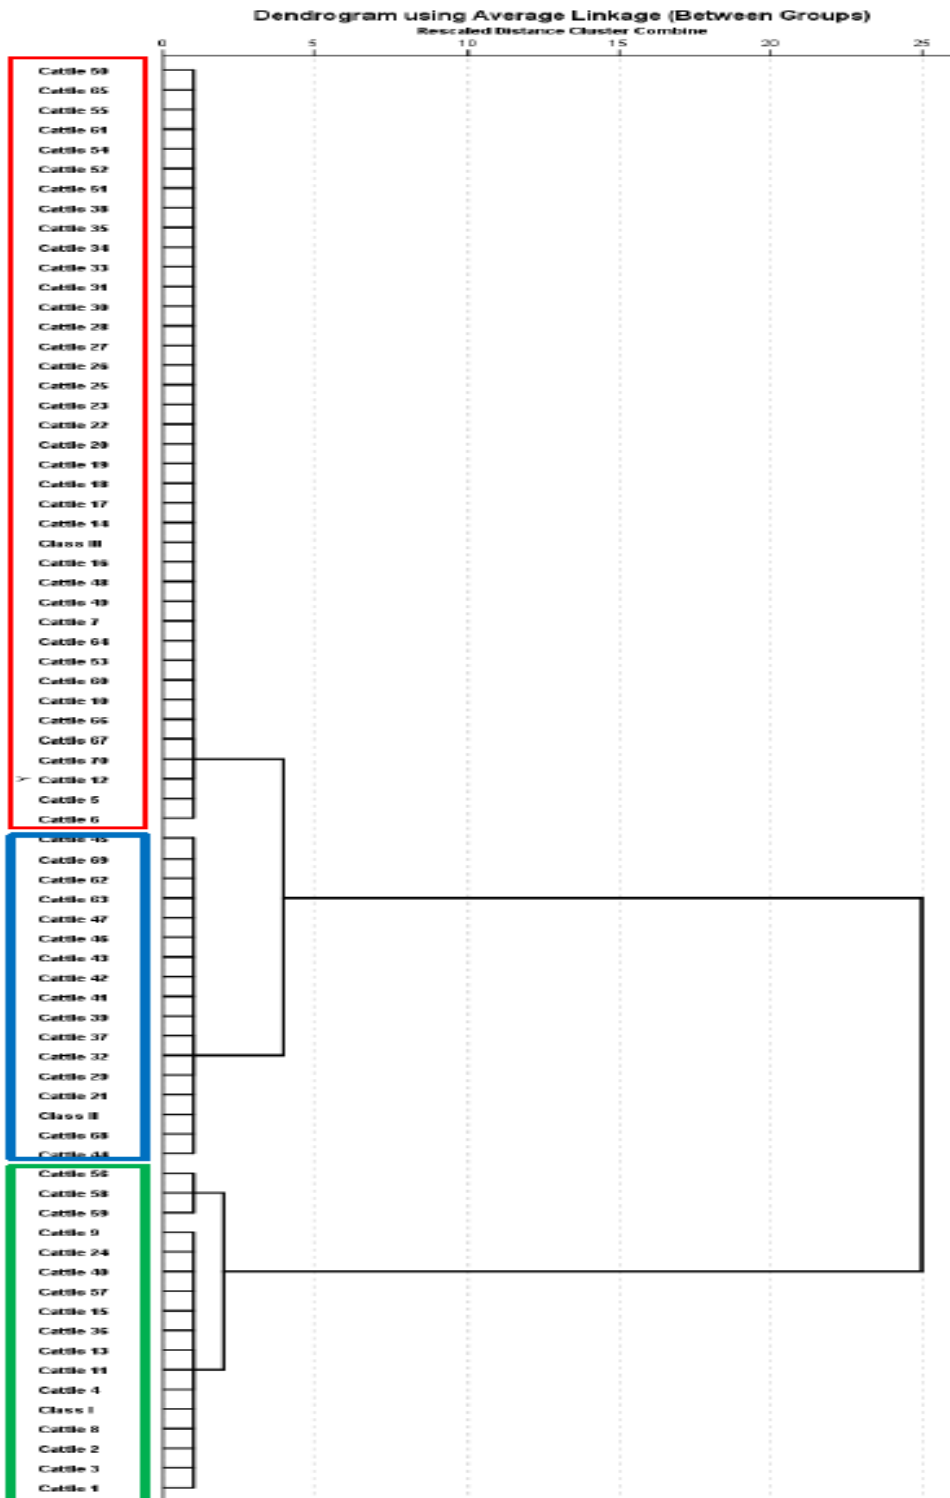 Dendrogram using Average Linkage (Between Groups)
Rescaled Distance Cluster Combine
0 5 10 15 20 25
Cattle 50
Cattle 65
Cattle 55
Cattle 61
Cattle 54
Cattle 52
Cattle 51
Cattle 38
Cattle 35
Cattle 34
Cattle 33
Cattle 31
Cattle 30
Cattle 28
Cattle 27
Cattle 26
Cattle 25
Cattle 23
Cattle 22
Cattle 20
Cattle 19
Cattle 18
Cattle 17
Cattle 14
Class III
Cattle 16
Cattle 48
Cattle 49
Cattle 7
Cattle 64
Cattle 53
Cattle 60
Cattle 10
Cattle 66
Cattle 67
Cattle 70
Y
Cattle 12
Cattle 5
Cattle 6
Cattle 45
Cattle 69
Cattle 62
Cattle 63
Cattle 47
Cattle 46
Cattle 43
Cattle 42
Cattle 41
Cattle 39
Cattle 37
Cattle 32
Cattle 29
Cattle 21
Class II
Cattle 68
Cattle 44
Cattle 56
Cattle 58
Cattle 59
Cattle 9
Cattle 24
Cattle 40
Cattle 57
Cattle 15
Cattle 36
Cattle 13
Cattle 11
Cattle 4
Class I
Cattle 8
Cattle 2
Cattle 3
Cattle 1